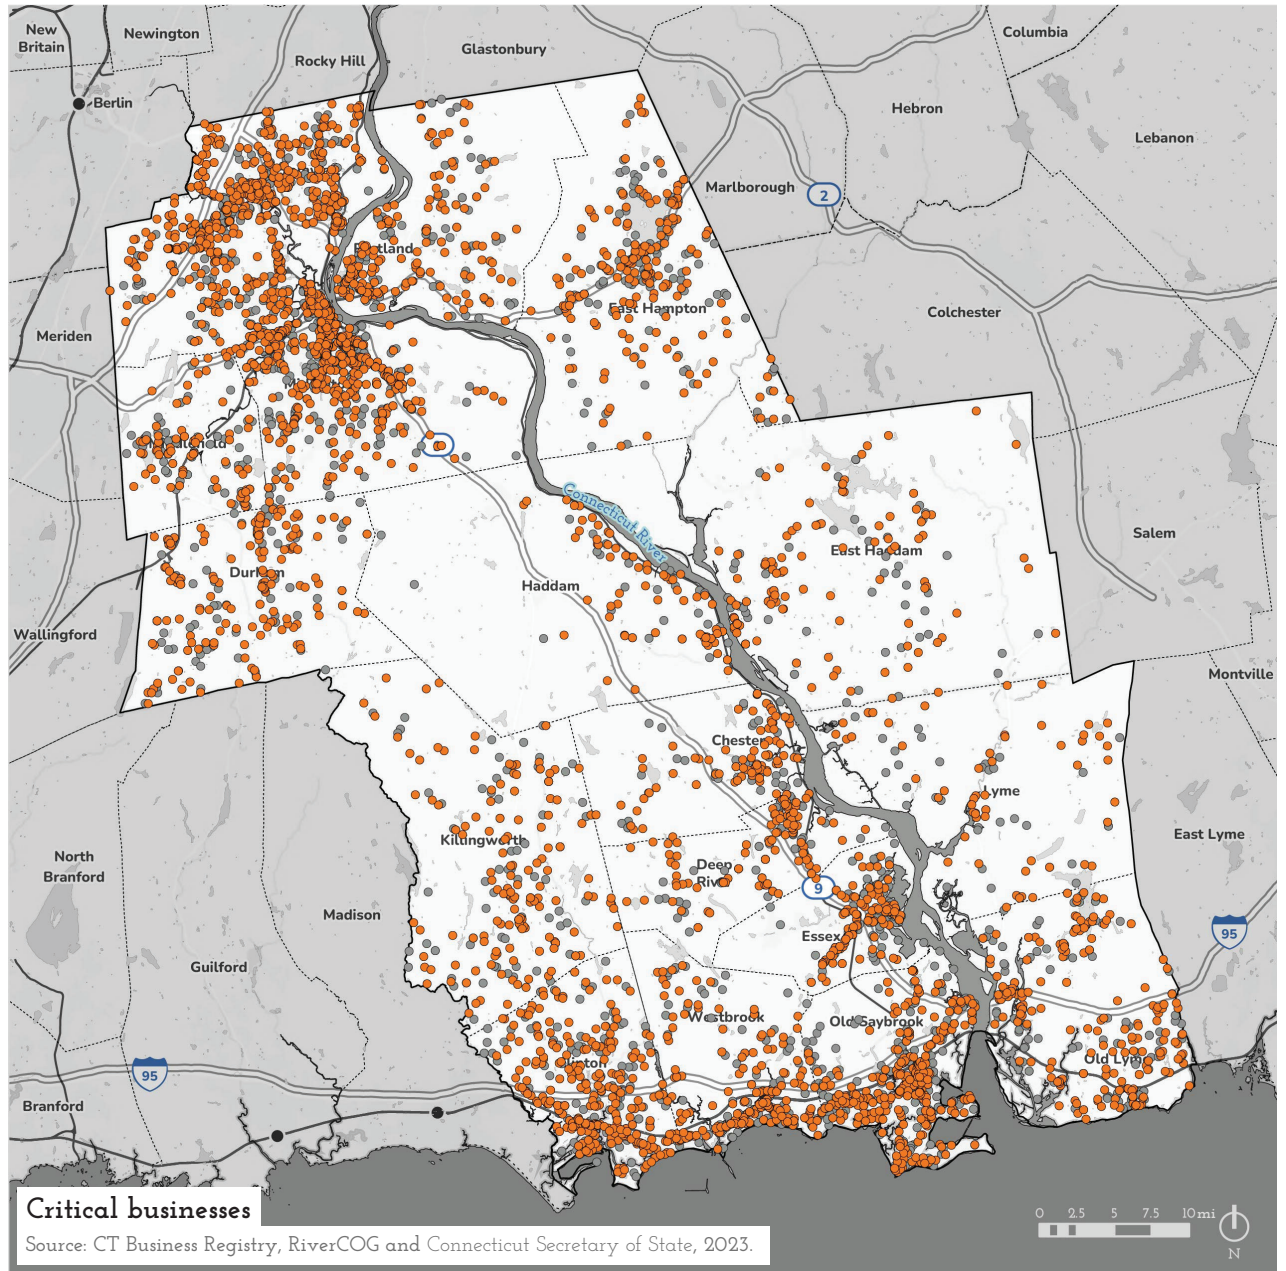 New
Britain
Newington
Rocky Hill
Glastonbury
Columbia
Berlin
Hebron
Lebanon
Marlborough
2
Portland
East Hampton
Colchester
Meriden
Connecticut River
Salem
East Haddam
Durham
Haddam
Wallingford
Montville
Chester
Lyme
Killingworth
East Lyme
North
Branford
Deep
River
9
Madison
Essex
95
Guilford
Westbrook
Old Saybrook
Clinton
Old Lyme
95
Branford
Critical businesses
Source: CT Business Registry, RiverCOG and Connecticut Secretary of State, 2023.
0 2.5 5 7.5 10 mi
N